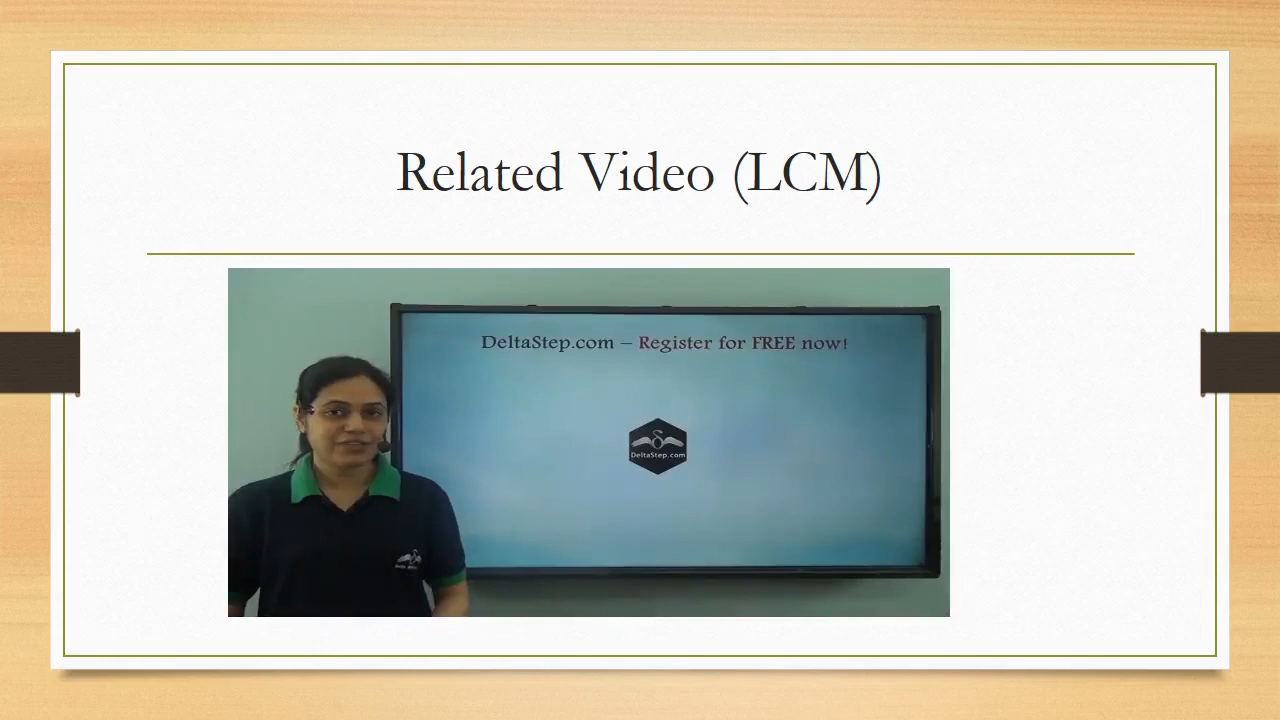 Related Video (LCM)
DeltaStep.com – Register for FREE now!
DeltaStep.com